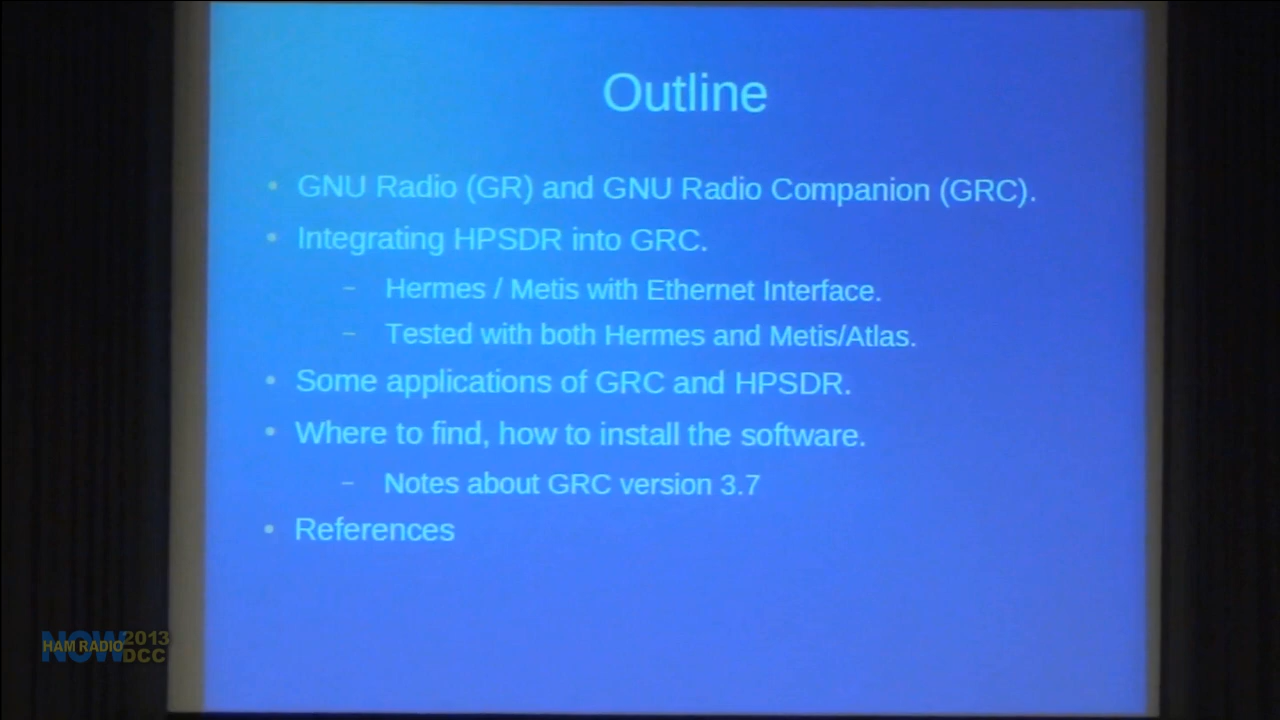 Outline
• GNU Radio (GR) and GNU Radio Companion (GRC).
• Integrating HPSDR into GRC.
– Hermes / Metis with Ethernet Interface.
– Tested with both Hermes and Metis/Atlas.
• Some applications of GRC and HPSDR.
• Where to find, how to install the software.
– Notes about GRC version 3.7
• References
NOW
HAM RADIO 2013
DCC